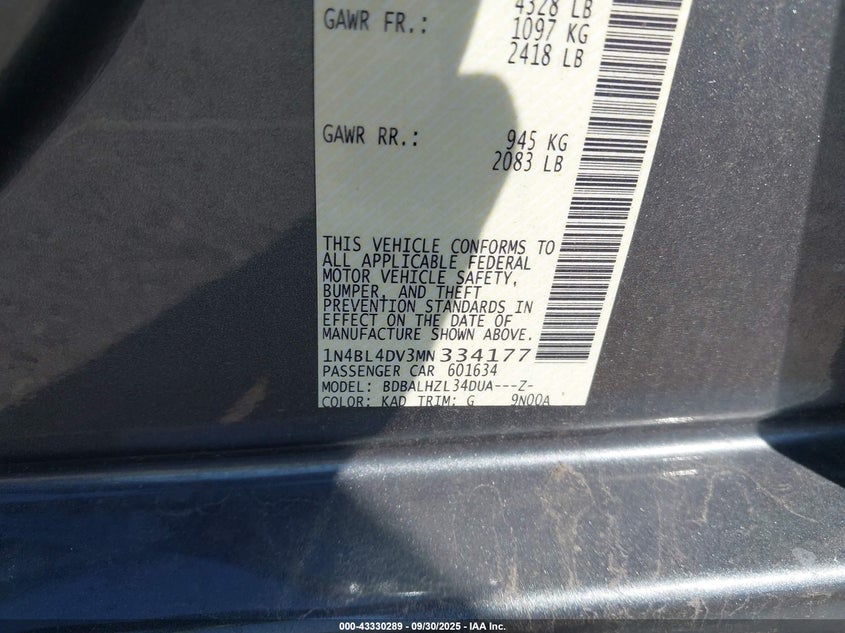 4328 LB
GAWR FR.: 1097 KG
2418 LB
GAWR RR.: 945 KG
2083 LB
THIS VEHICLE CONFORMS TO
ALL APPLICABLE FEDERAL
MOTOR VEHICLE SAFETY,
BUMPER, AND THEFT
PREVENTION STANDARDS IN
EFFECT ON THE DATE OF
MANUFACTURE SHOWN ABOVE.
1N4BL4DV3MN334177
PASSENGER CAR 601634
MODEL: BDBALHZL34DUA---Z-
COLOR: KAD TRIM: G 9N00A
000-43330289 - 09/30/2025 - IAA Inc.